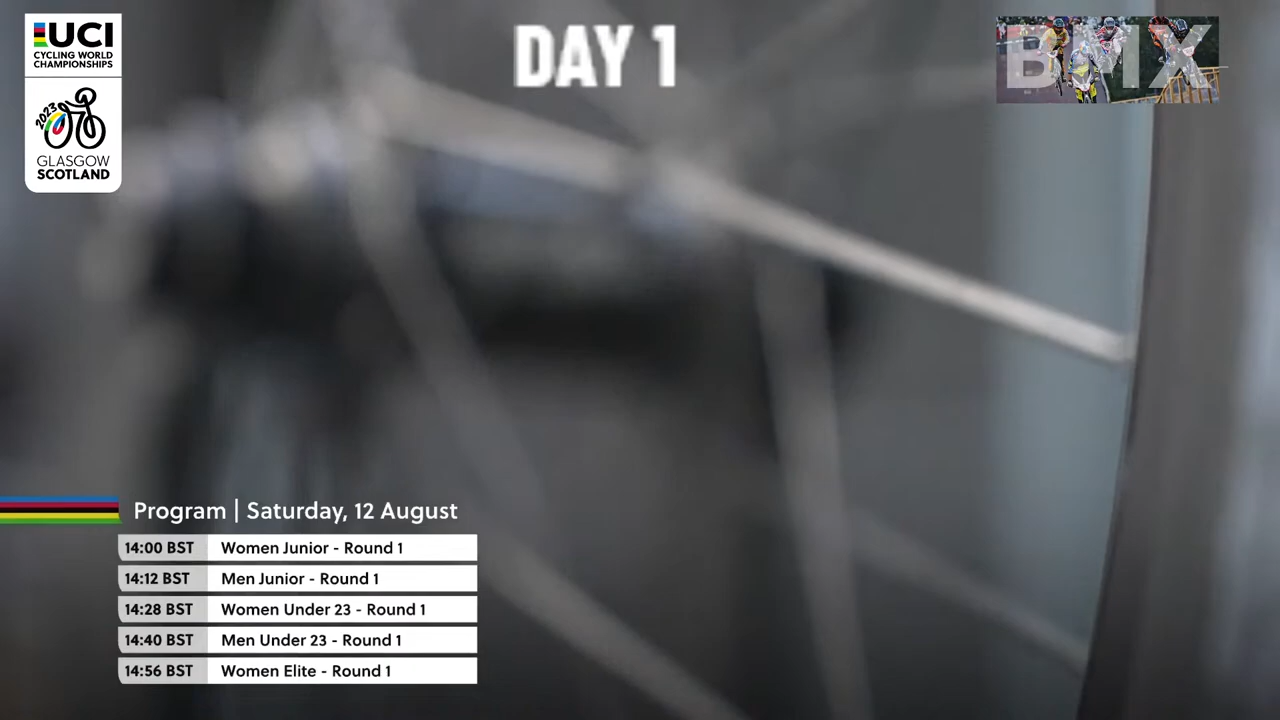 UCI
CYCLING WORLD
CHAMPIONSHIPS
2023
GLASGOW
SCOTLAND
DAY 1
BMX
Program | Saturday, 12 August
14:00 BST Women Junior - Round 1
14:12 BST Men Junior - Round 1
14:28 BST Women Under 23 - Round 1
14:40 BST Men Under 23 - Round 1
14:56 BST Women Elite - Round 1